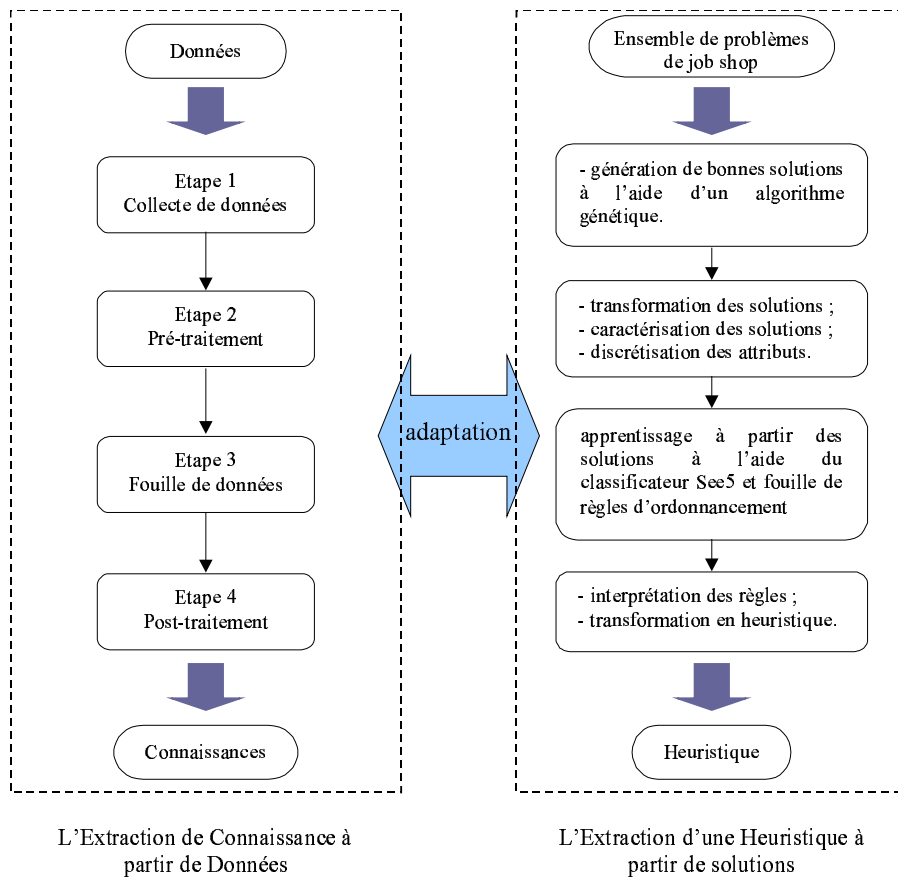 Données
Etape 1
Collecte de données
Etape 2
Pré-traitement
Etape 3
Fouille de données
Etape 4
Post-traitement
Connaissances
L'Extraction de Connaissance à
partir de Données
adaptation
Ensemble de problèmes
de job shop
- génération de bonnes solutions
à l'aide d'un algorithme
génétique.
- transformation des solutions ;
- caractérisation des solutions ;
- discrétisation des attributs.
apprentissage à partir des
solutions à l'aide du
classificateur See5 et fouille de
règles d'ordonnancement
- interprétation des règles ;
- transformation en heuristique.
Heuristique
L'Extraction d'une Heuristique à
partir de solutions